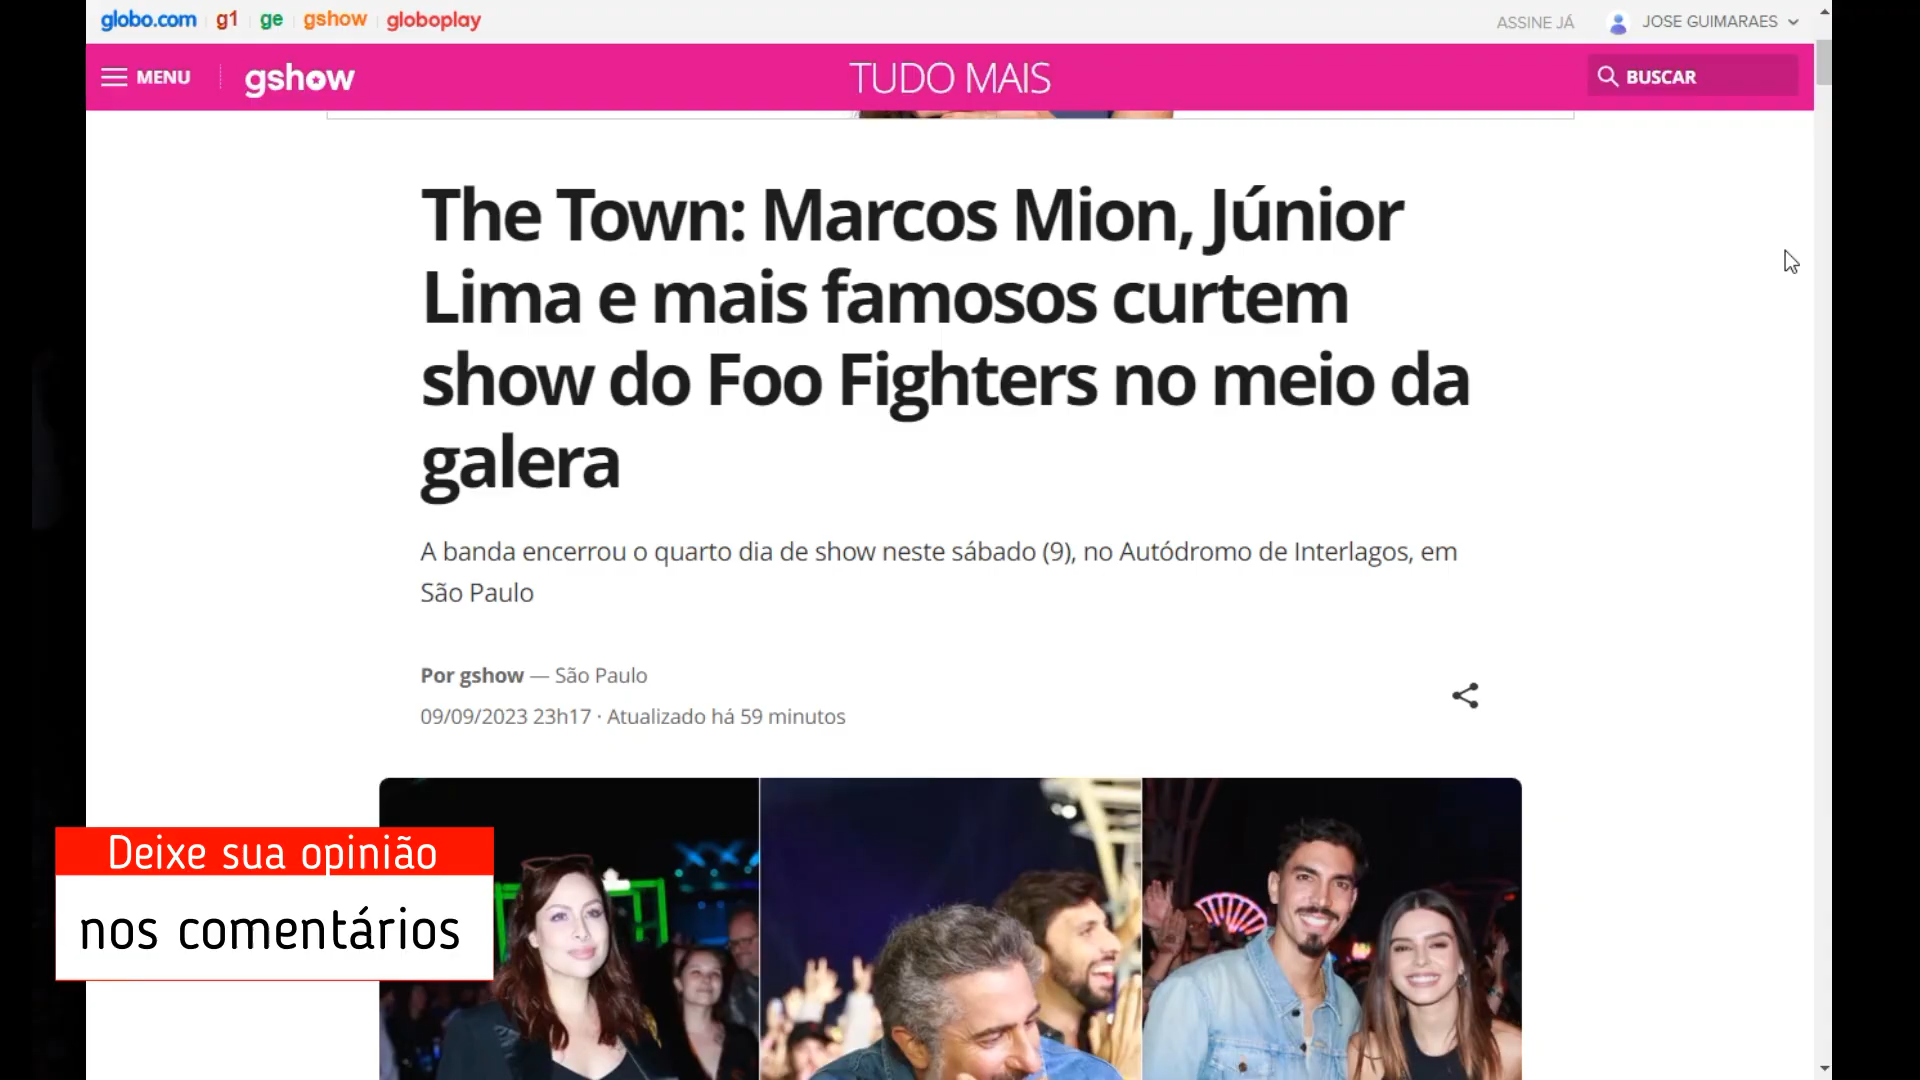 globo.com g1 ge gshow globoplay
ASSINE JÁ JOSE GUIMARAES
MENU gshow TUDO MAIS BUSCAR
The Town: Marcos Mion, Júnior
Lima e mais famosos curtem
show do Foo Fighters no meio da
galera
A banda encerrou o quarto dia de show neste sábado (9), no Autódromo de Interlagos, em
São Paulo
Por gshow — São Paulo
09/09/2023 23h17 · Atualizado há 59 minutos
Deixe sua opinião
nos comentários